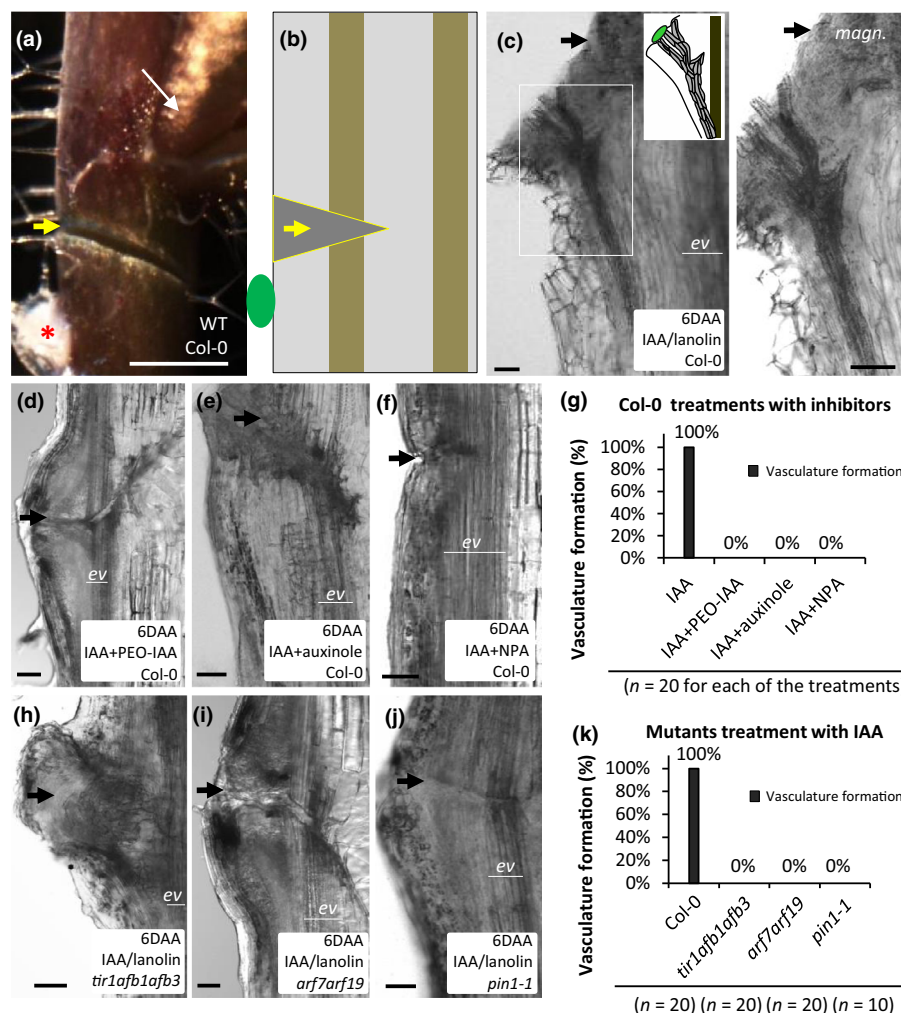 (a)
*
WT
Col-0
(b)
(c)
ev
6DAA
IAA/lanolin
Col-0
magn.
(d)
ev
6DAA
IAA+PEO-IAA
Col-0
(e)
ev
6DAA
IAA+auxinole
Col-0
(f)
ev
6DAA
IAA+NPA
Col-0
(g)
Col-0 treatments with inhibitors
Vasculature formation (%)
100%
80%
60%
40%
20%
0%
100%
0%
0%
0%
Vasculature formation
IAA
IAA+PEO-IAA
IAA+auxinole
IAA+NPA
(n = 20 for each of the treatments
(h)
ev
6DAA
IAA/lanolin
tir1afb1afb3
(i)
ev
6DAA
IAA/lanolin
arf7arf19
(j)
ev
6DAA
IAA/lanolin
pin1-1
(k)
Mutants treatment with IAA
Vasculature formation (%)
100%
80%
60%
40%
20%
0%
100%
0%
0%
0%
Vasculature formation
Col-0
tir1afb1afb3
arf7arf19
pin1-1
(n = 20) (n = 20) (n = 20) (n = 10)